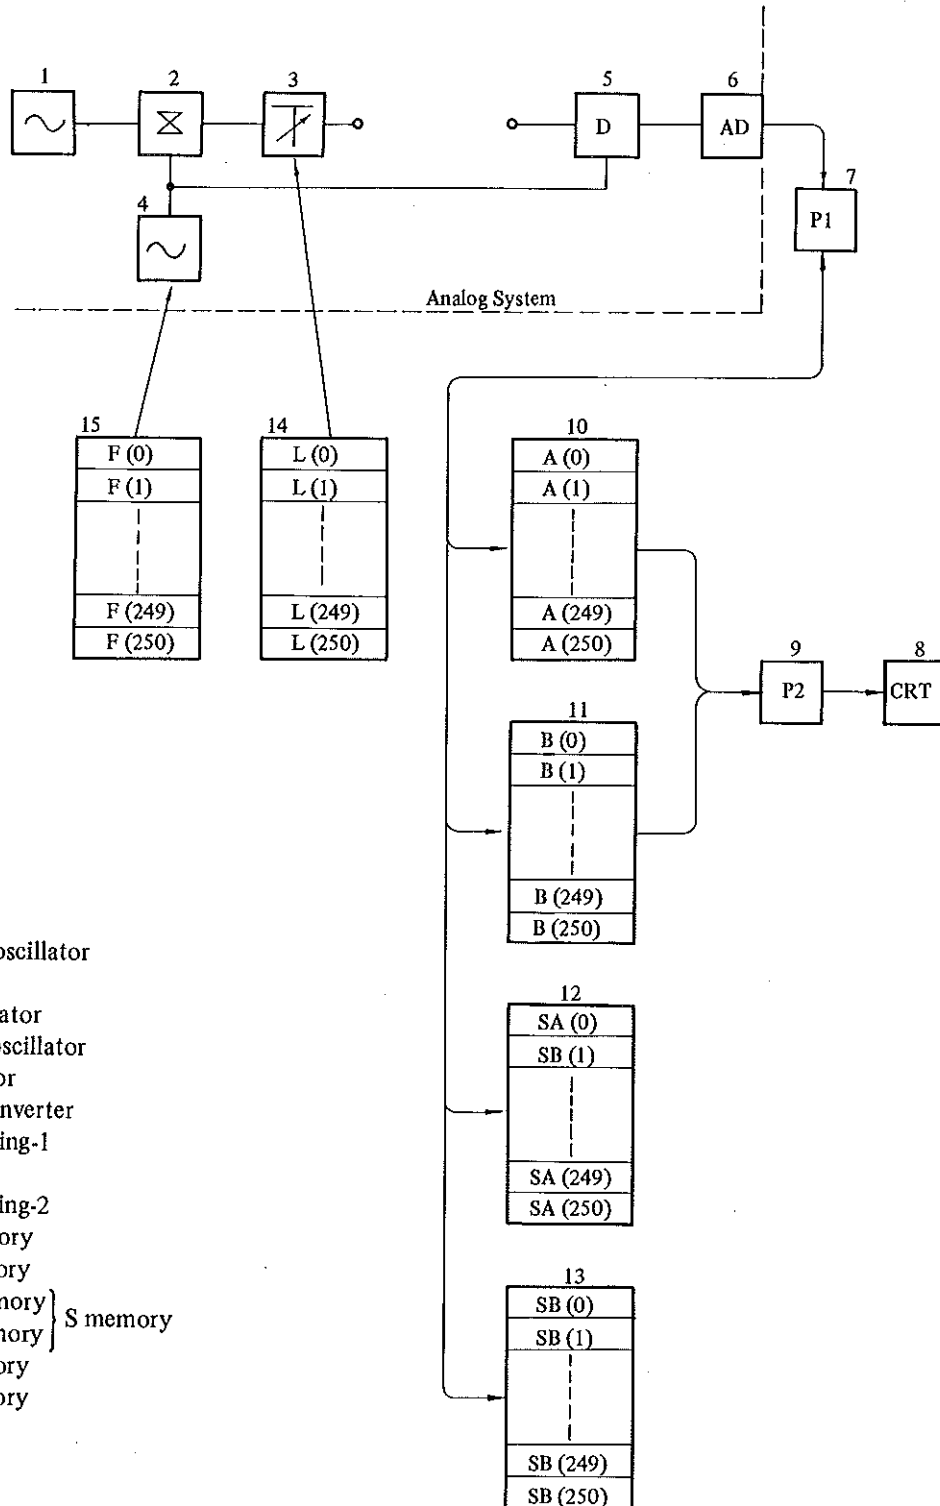 1
2
3
5
6
D
AD
7
4
P1
Analog System
15
14
10
F (0)
L (0)
A (0)
F (1)
L (1)
A (1)
F (249)
L (249)
A (249)
F (250)
L (250)
A (250)
9
8
P2
CRT
11
B (0)
B (1)
B (249)
B (250)
oscillator
ator
oscillator
or
nverter
ing-1
ing-2
ory
ory
mory
S memory
mory
ory
ory
12
SA (0)
SB (1)
SA (249)
SA (250)
13
SB (0)
SB (1)
SB (249)
SB (250)